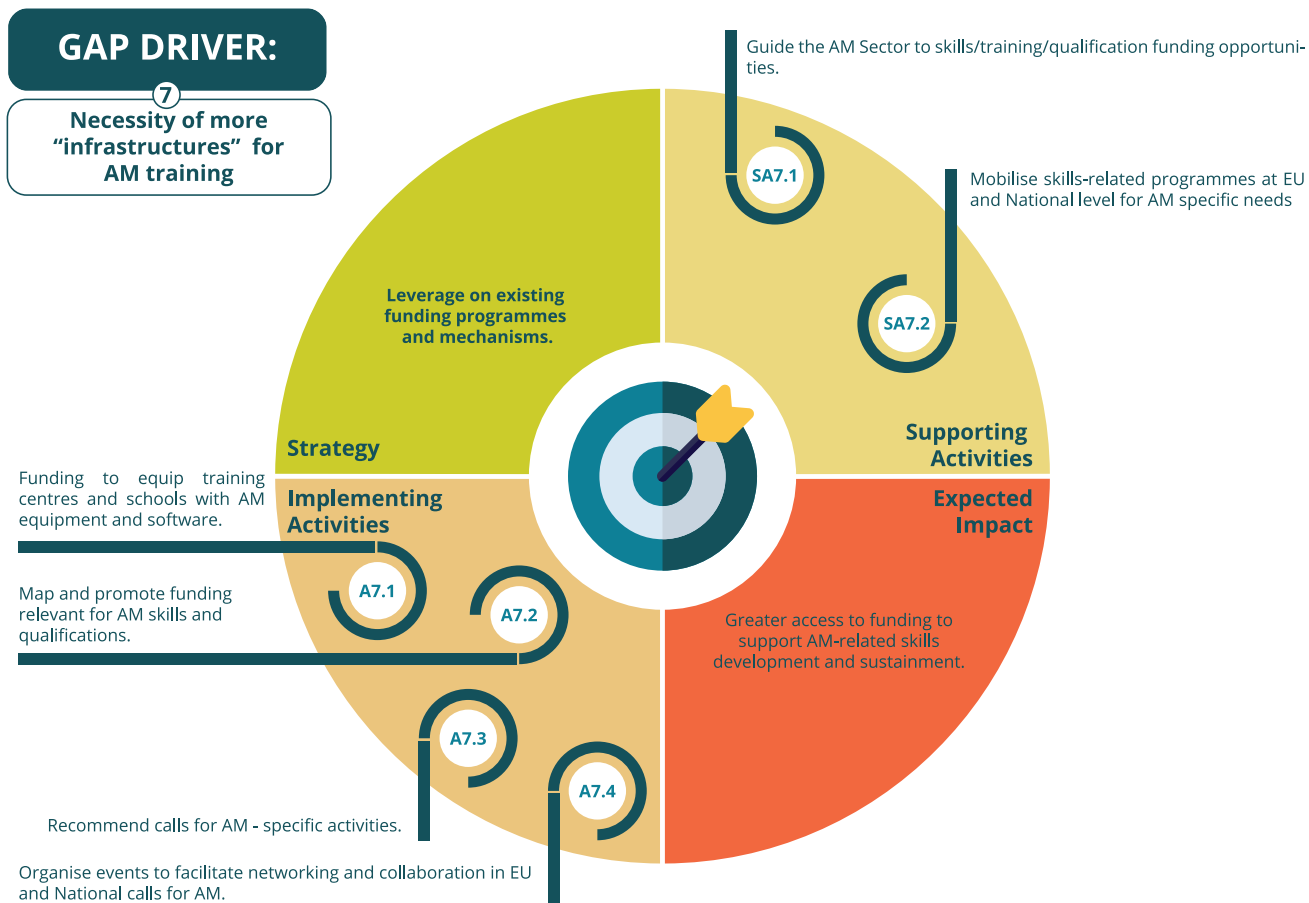 GAP DRIVER:
7
Necessity of more
“infrastructures” for
AM training
Guide the AM Sector to skills/training/qualification funding opportuni-
ties.
SA7.1
Mobilise skills-related programmes at EU
and National level for AM specific needs
SA7.2
Leverage on existing
funding programmes
and mechanisms.
Strategy
Supporting
Activities
Funding to equip training
centres and schools with AM
equipment and software.
Implementing
Activities
Expected
Impact
A7.1
Map and promote funding
relevant for AM skills and
qualifications.
A7.2
Greater access to funding to
support AM-related skills
development and sustainment.
A7.3
Recommend calls for AM - specific activities.
A7.4
Organise events to facilitate networking and collaboration in EU
and National calls for AM.